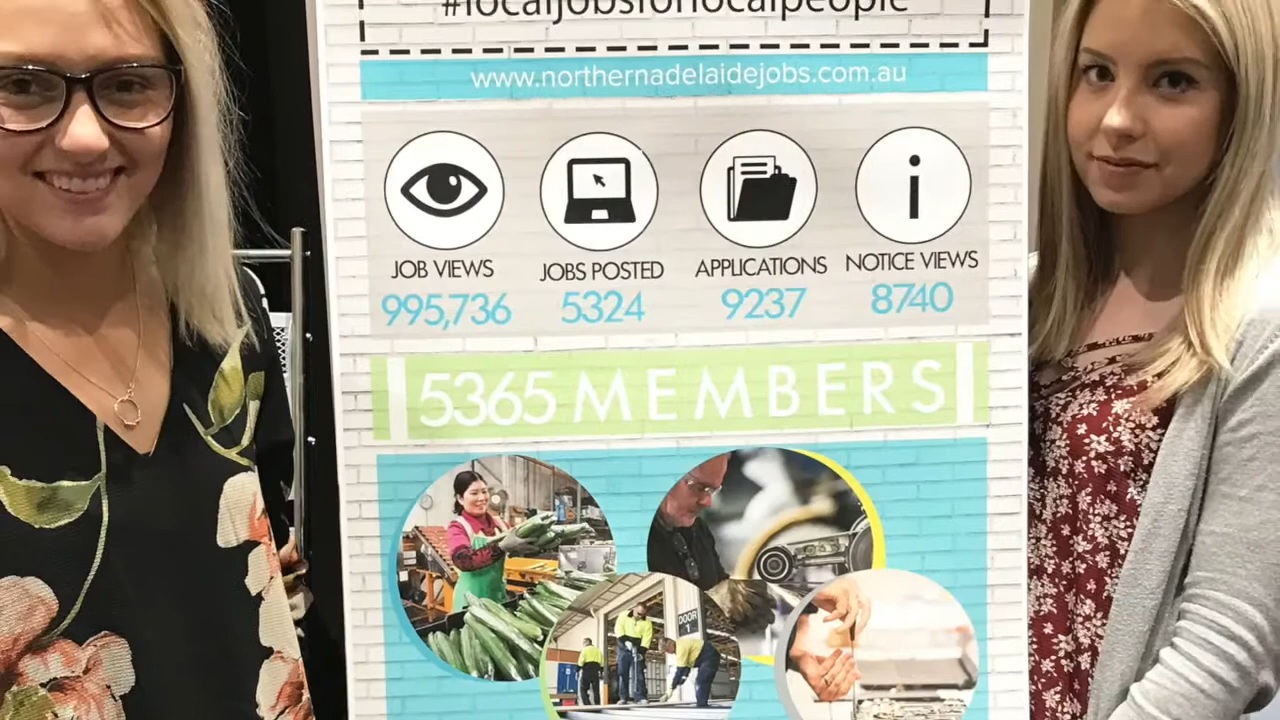 #localjobsforlocalpeople
www.northernadelaidejobs.com.au
JOB VIEWS JOBS POSTED APPLICATIONS NOTICE VIEWS
995,736 5324 9237 8740
5365 MEMBERS
DOOR
1